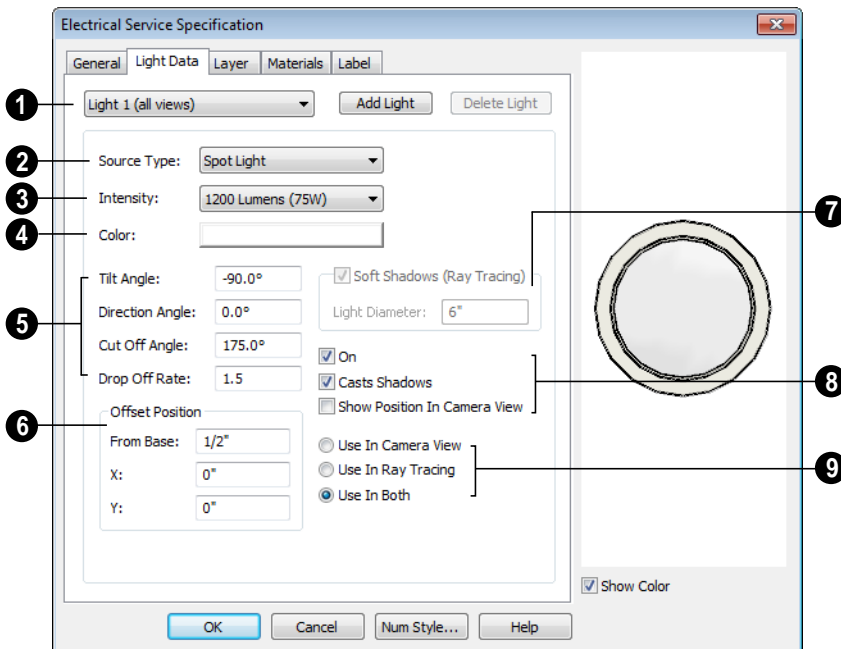 Electrical Service Specification
General Light Data Layer Materials Label
1 Light 1 (all views) Add Light Delete Light
2 Source Type: Spot Light
3 Intensity: 1200 Lumens (75W)
7
4 Color:
Tilt Angle: -90.0° Soft Shadows (Ray Tracing)
5 Direction Angle: 0.0° Light Diameter: 6"
Cut Off Angle: 175.0° On
Drop Off Rate: 1.5 Casts Shadows 8
Show Position In Camera View
6 Offset Position
From Base: 1/2" Use In Camera View
X: 0" Use In Ray Tracing 9
Y: 0" Use In Both
Show Color
OK Cancel Num Style... Help